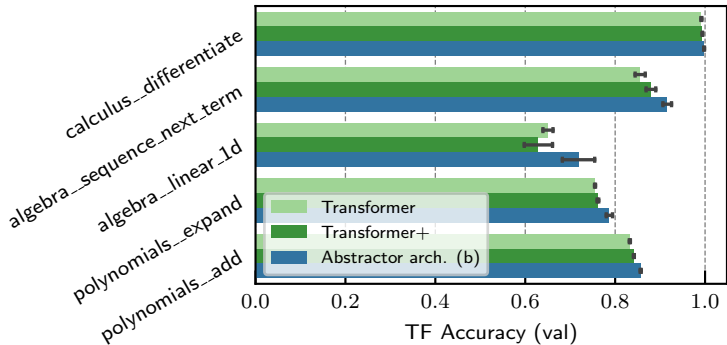 calculus__differentiate
algebra__sequence_next_term
algebra__linear_1d
polynomials__expand
polynomials__add
Transformer
Transformer+
Abstractor arch. (b)
0.0 0.2 0.4 0.6 0.8 1.0
TF Accuracy (val)